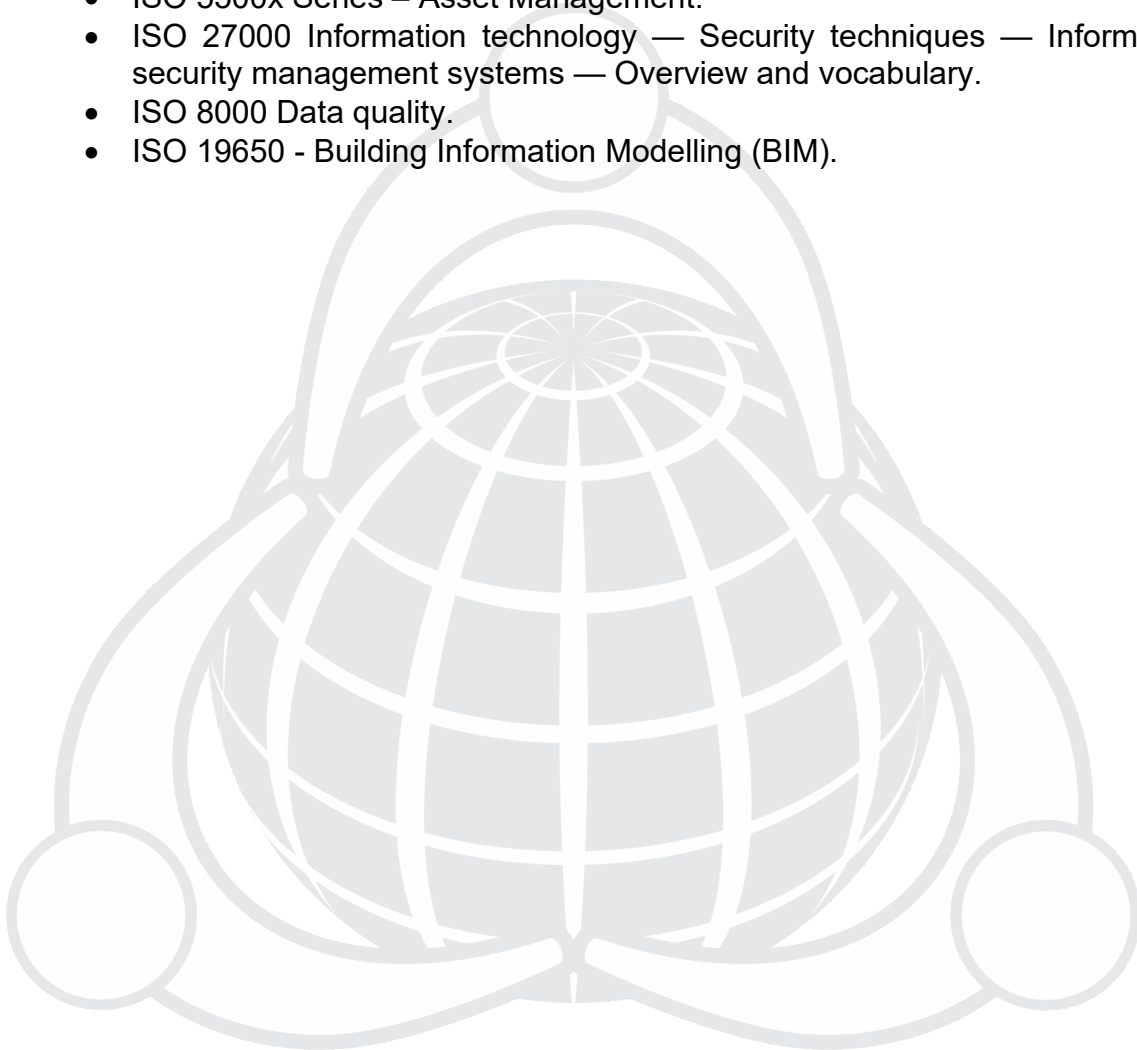 ISO 5500x Series – Asset Management.
• ISO 27000 Information technology — Security techniques — Inform
security management systems — Overview and vocabulary.
• ISO 8000 Data quality.
• ISO 19650 - Building Information Modelling (BIM).